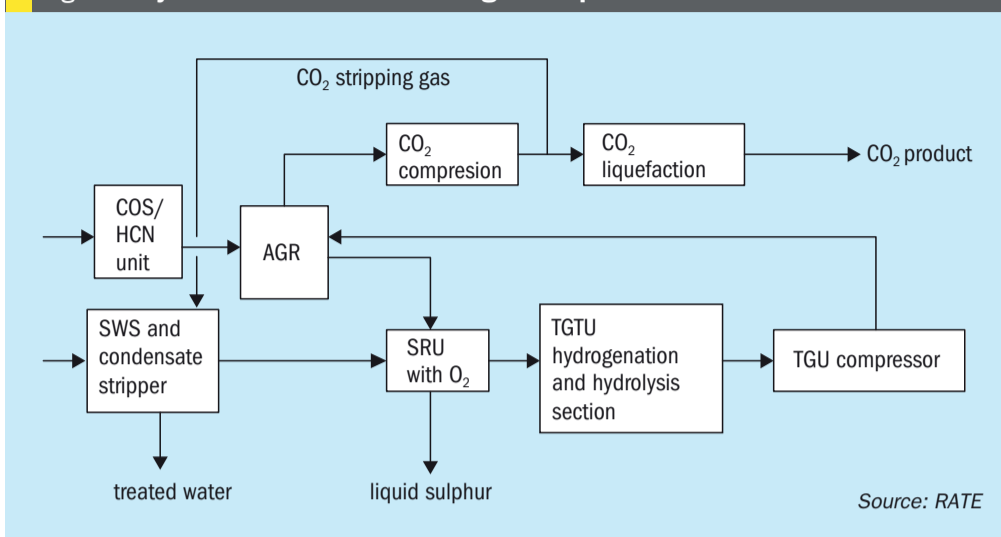 CO₂ stripping gas
CO₂
compresion
CO₂
liquefaction
CO₂ product
COS/
HCN
unit
AGR
SWS and
condensate
stripper
SRU
with O₂
TGTU
hydrogenation
and hydrolysis
section
TGU compressor
treated water
liquid sulphur
Source: RATE